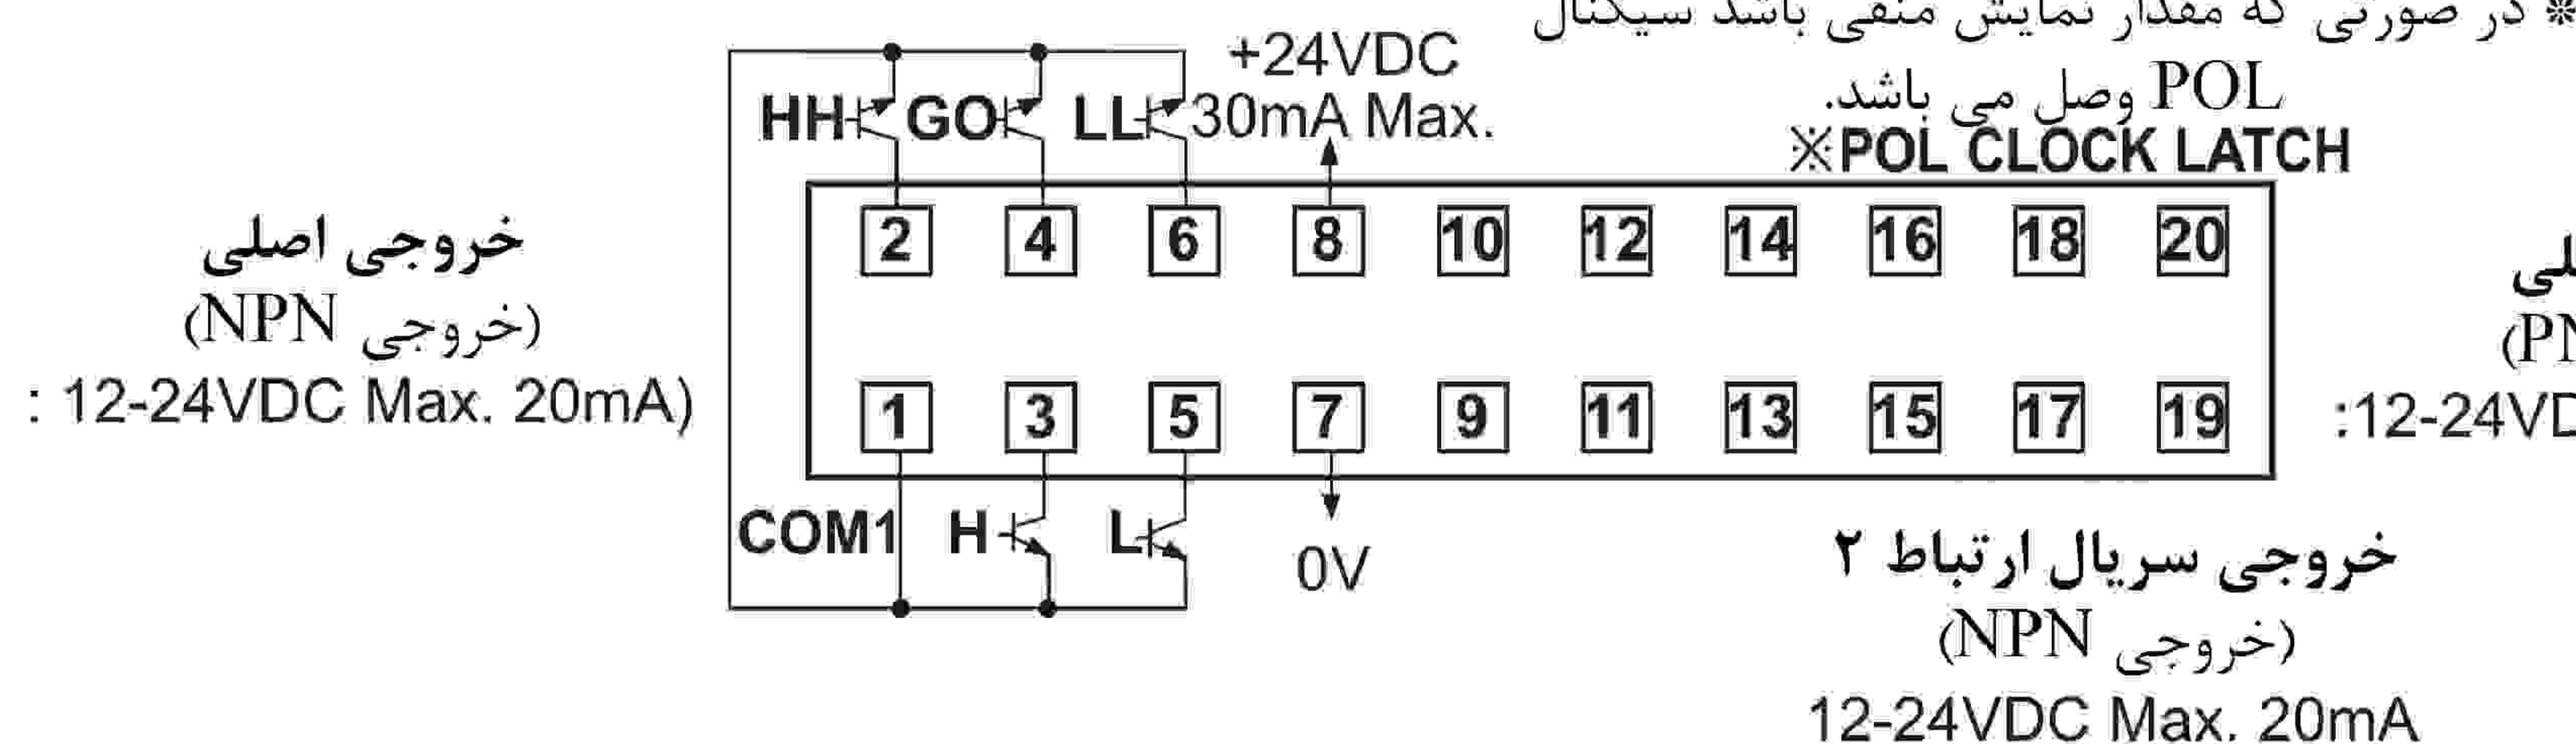 ※ در صورتی که مقدار نمایش منفی باشد سیگنال
POL وصل می باشد.
※POL CLOCK LATCH
+24VDC
30mA Max.
HH GO LL
2 4 6 8 10 12 14 16 18 20
خروجی اصلی
(خروجی NPN)
: 12-24VDC Max. 20mA)
1 3 5 7 9 11 13 15 17 19
:12-24VD
COM1 H L
0V
خروجی سریال ارتباط ۲
(خروجی NPN)
12-24VDC Max. 20mA